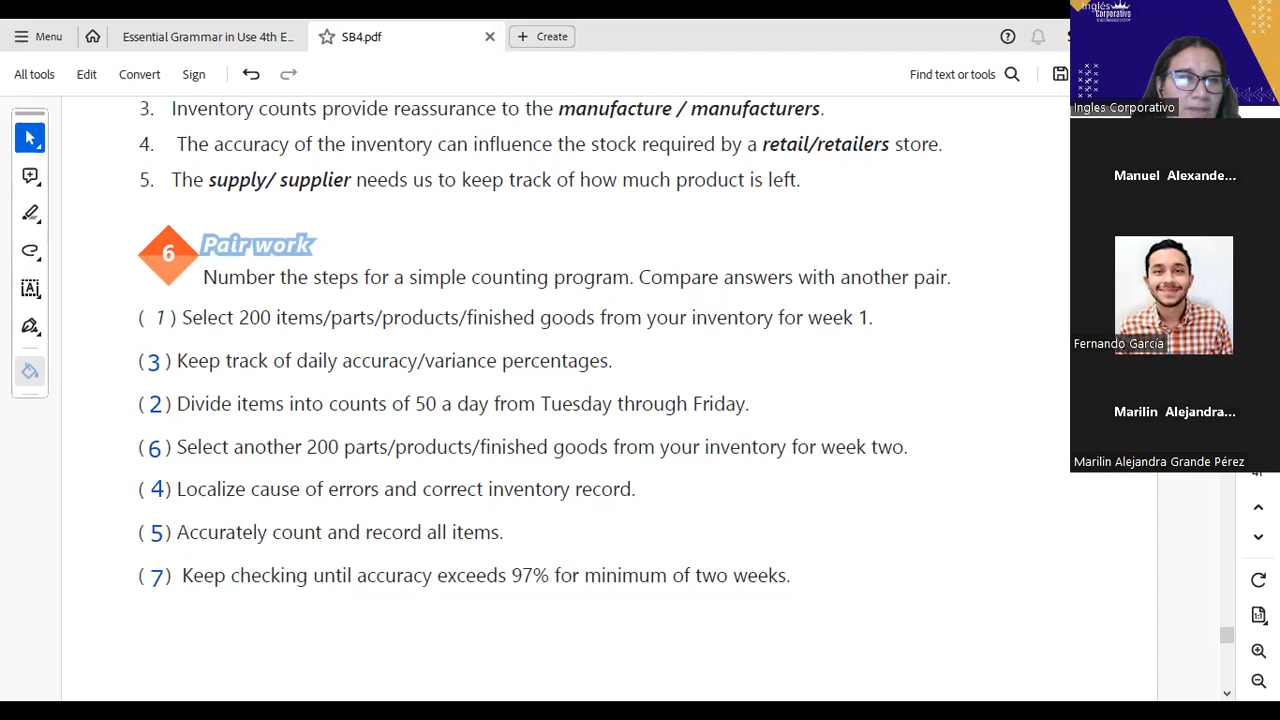 Menu
Essential Grammar in Use 4th E...
SB4.pdf
Create
All tools
Edit
Convert
Sign
Find text or tools
3. Inventory counts provide reassurance to the manufacture / manufacturers.
4. The accuracy of the inventory can influence the stock required by a retail/retailers store.
5. The supply/ supplier needs us to keep track of how much product is left.
6 Pair work
Number the steps for a simple counting program. Compare answers with another pair.
( 1 ) Select 200 items/parts/products/finished goods from your inventory for week 1.
(3) Keep track of daily accuracy/variance percentages.
(2) Divide items into counts of 50 a day from Tuesday through Friday.
(6) Select another 200 parts/products/finished goods from your inventory for week two.
(4) Localize cause of errors and correct inventory record.
(5) Accurately count and record all items.
(7) Keep checking until accuracy exceeds 97% for minimum of two weeks.
Inglés
Corporativo
Ingles Corporativo
Manuel Alexande...
Fernando García
Marilin Alejandra...
Marilin Alejandra Grande Pérez
1:1